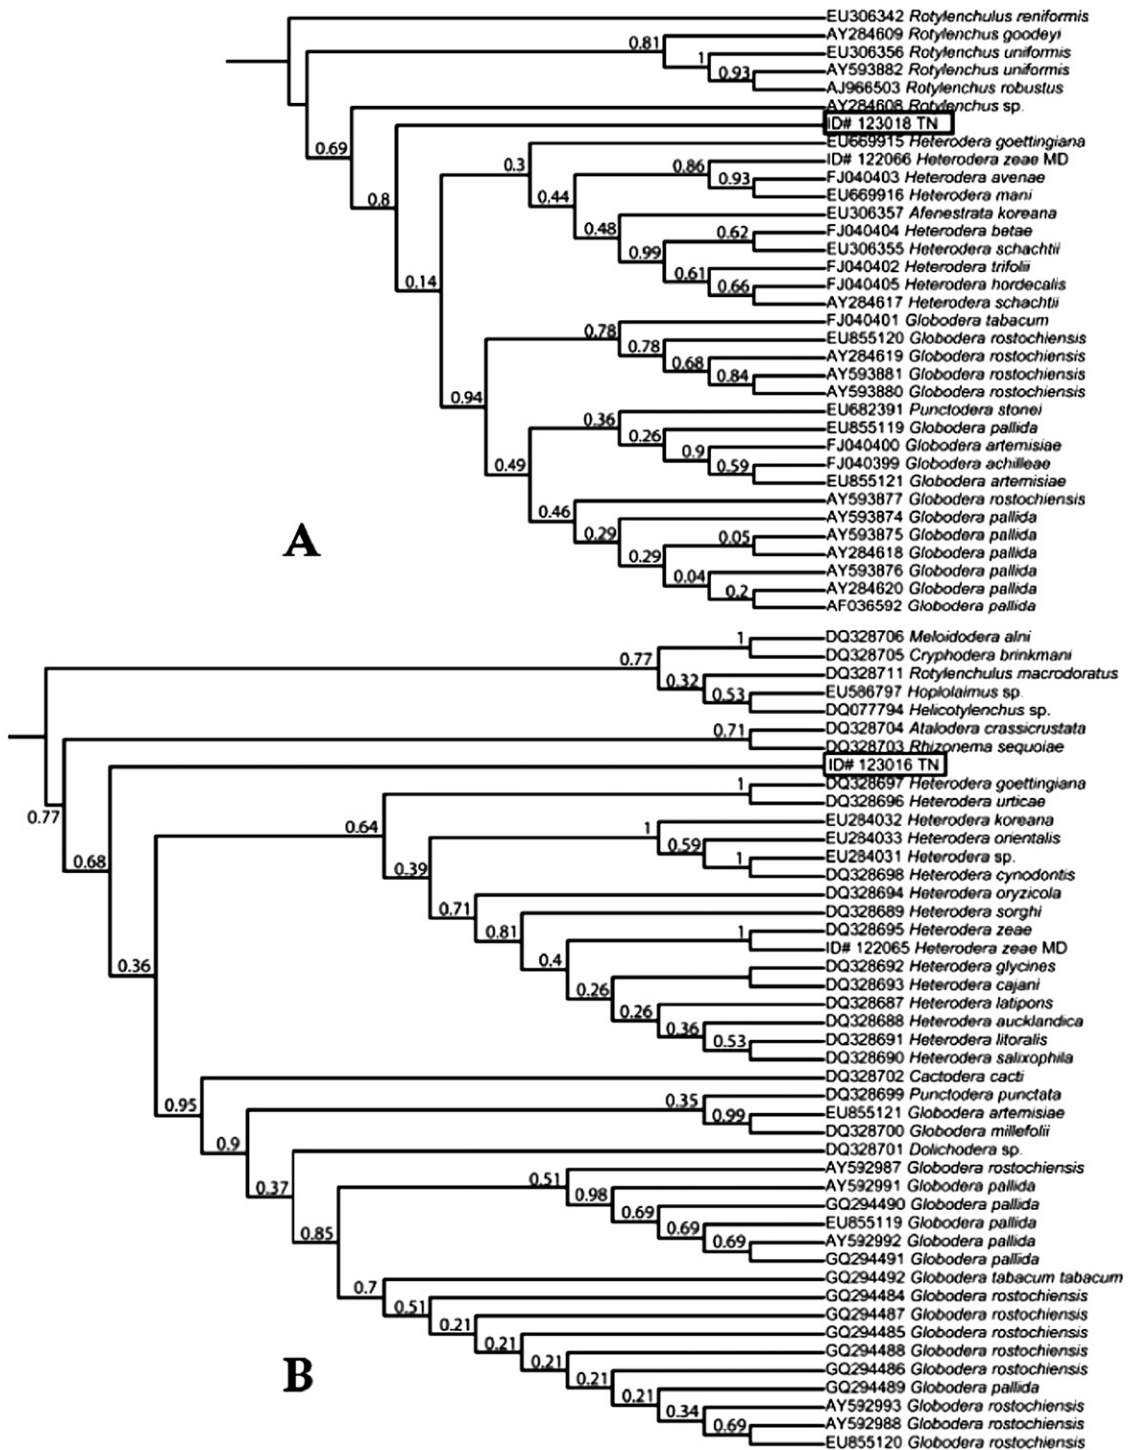 EU306342 Rotylenchulus reniformis
AY284609 Rotylenchus goodeyi
0.81
EU306356 Rotylenchus uniformis
1
AY593882 Rotylenchus uniformis
0.93
AJ966503 Rotylenchus robustus
AY284608 Rotylenchus sp.
ID# 123018 TN
0.69
EU669915 Heterodera goettingiana
ID# 122066 Heterodera zeae MD
0.3
0.86
FJ040403 Heterodera avenae
0.93
EU669916 Heterodera mani
0.8
0.44
EU306357 Afenestrata koreana
0.48
FJ040404 Heterodera betae
0.62
EU306355 Heterodera schachtii
0.99
FJ040402 Heterodera trifolii
0.61
0.14
FJ040405 Heterodera hordecalis
0.66
AY284617 Heterodera schachtii
FJ040401 Globodera tabacum
0.78
EU855120 Globodera rostochiensis
0.78
AY284619 Globodera rostochiensis
0.68
AY593881 Globodera rostochiensis
0.84
AY593880 Globodera rostochiensis
0.94
EU682391 Punctodera stonei
0.36
EU855119 Globodera pallida
0.26
FJ040400 Globodera artemisiae
0.9
FJ040399 Globodera achilleae
0.49
0.59
EU855121 Globodera artemisiae
AY593877 Globodera rostochiensis
0.46
AY593874 Globodera pallida
0.29
AY593875 Globodera pallida
0.05
A
AY284618 Globodera pallida
0.29
AY593876 Globodera pallida
0.04
AY284620 Globodera pallida
0.2
AF036592 Globodera pallida
DQ328706 Meloidodera alni
1
DQ328705 Cryphodera brinkmani
0.77
DQ328711 Rotylenchulus macrodoratus
0.32
EU586797 Hoplolaimus sp.
0.53
DQ077794 Helicotylenchus sp.
DQ328704 Atalodera crassicrustata
0.71
DQ328703 Rhizonema sequoiae
ID# 123016 TN
DQ328697 Heterodera goettingiana
1
DQ328696 Heterodera urticae
0.77
EU284032 Heterodera koreana
0.64
1
EU284033 Heterodera orientalis
0.59
EU284031 Heterodera sp.
0.68
1
0.39
DQ328698 Heterodera cynodontis
DQ328694 Heterodera oryzicola
0.71
DQ328689 Heterodera sorghi
0.81
DQ328695 Heterodera zeae
1
ID# 122065 Heterodera zeae MD
0.4
0.36
DQ328692 Heterodera glycines
DQ328693 Heterodera cajani
0.26
DQ328687 Heterodera latipons
0.26
DQ328688 Heterodera aucklandica
0.36
DQ328691 Heterodera litoralis
0.53
DQ328690 Heterodera salixophila
DQ328702 Cactodera cacti
0.95
DQ328699 Punctodera punctata
0.35
EU855121 Globodera artemisiae
0.99
DQ328700 Globodera millefolii
0.9
DQ328701 Dolichodera sp.
AY592987 Globodera rostochiensis
0.51
0.37
AY592991 Globodera pallida
0.98
GQ294490 Globodera pallida
0.69
EU855119 Globodera pallida
0.69
0.85
AY592992 Globodera pallida
0.69
GQ294491 Globodera pallida
GQ294492 Globodera tabacum tabacum
0.7
GQ294484 Globodera rostochiensis
0.51
GQ294487 Globodera rostochiensis
0.21
GQ294485 Globodera rostochiensis
0.21
GQ294488 Globodera rostochiensis
0.21
GQ294486 Globodera rostochiensis
B
0.21
GQ294489 Globodera pallida
0.21
AY592993 Globodera rostochiensis
0.34
AY592988 Globodera rostochiensis
0.69
EU855120 Globodera rostochiensis